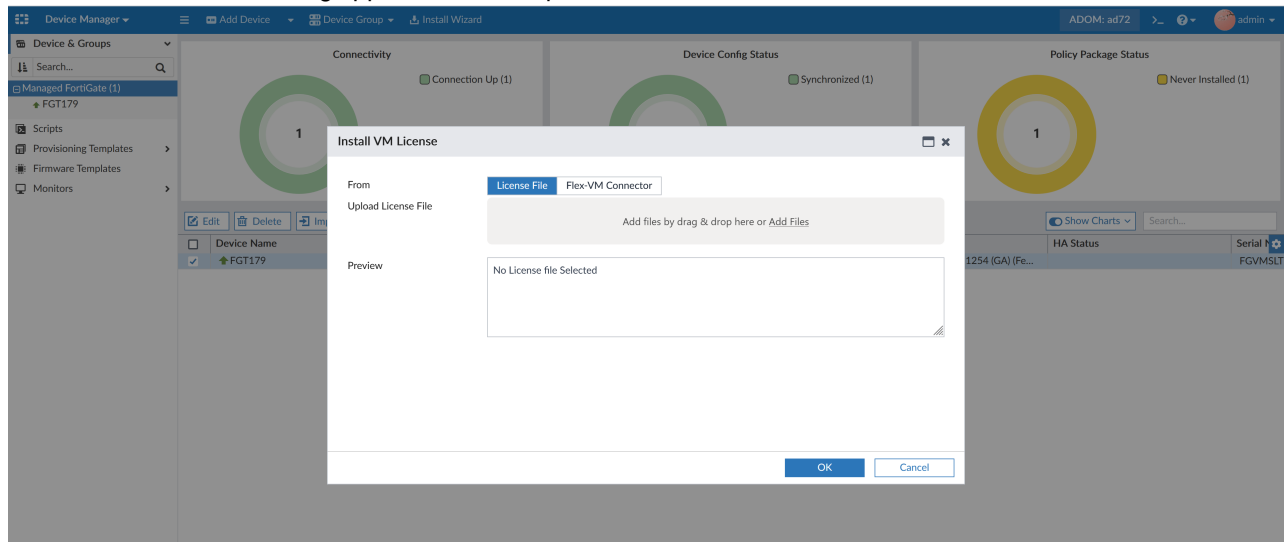 Device Manager
Add Device
Device Group
Install Wizard
ADOM: ad72
>_
admin
Device & Groups
Search...
Managed FortiGate (1)
FGT179
Scripts
Provisioning Templates
Firmware Templates
Monitors
Connectivity
Connection Up (1)
1
Device Config Status
Synchronized (1)
Policy Package Status
Never Installed (1)
1
Edit
Delete
Show Charts
Search...
Device Name
HA Status
Serial
FGT179
1254 (GA) (Fe...
FGVMSLT
Install VM License
From
License File
Flex-VM Connector
Upload License File
Add files by drag & drop here or Add Files
Preview
No License file Selected
OK
Cancel